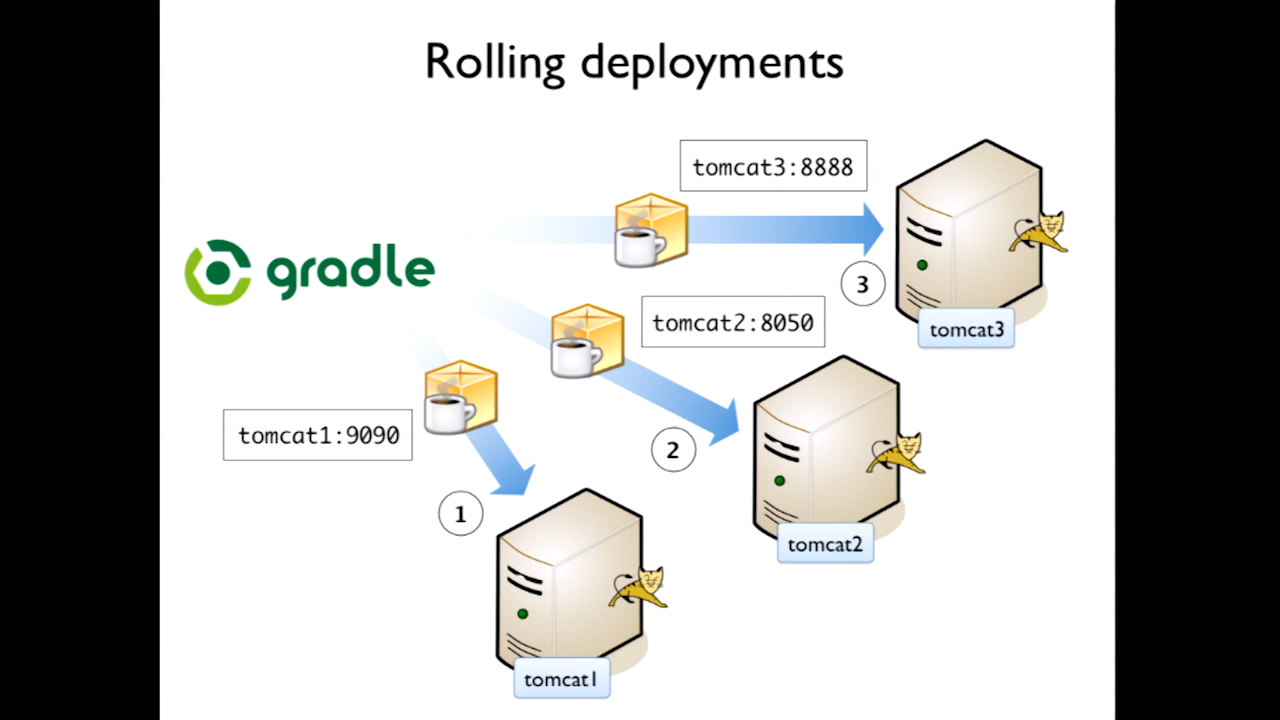 Rolling deployments
tomcat3:8888
gradle
3
tomcat2:8050
tomcat3
tomcat1:9090
2
1
tomcat2
tomcat1